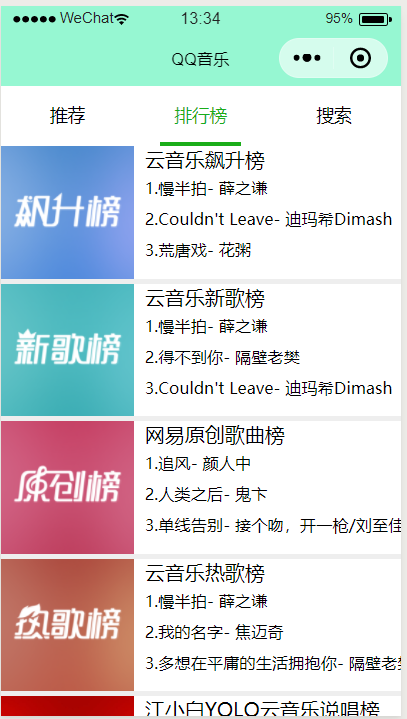 WeChat 13:34 95%
QQ音乐
推荐 排行榜 搜索
飙升榜
云音乐飙升榜
1.慢半拍- 薛之谦
2.Couldn't Leave- 迪玛希Dimash
3.荒唐戏- 花粥
新歌榜
云音乐新歌榜
1.慢半拍- 薛之谦
2.得不到你- 隔壁老樊
3.Couldn't Leave- 迪玛希Dimash
原创榜
网易原创歌曲榜
1.追风- 颜人中
2.人类之后- 鬼卞
3.单线告别- 接个吻，开一枪/刘至佳
热歌榜
云音乐热歌榜
1.慢半拍- 薛之谦
2.我的名字- 焦迈奇
3.多想在平庸的生活拥抱你- 隔壁老樊
江小白YOLO云音乐说唱榜